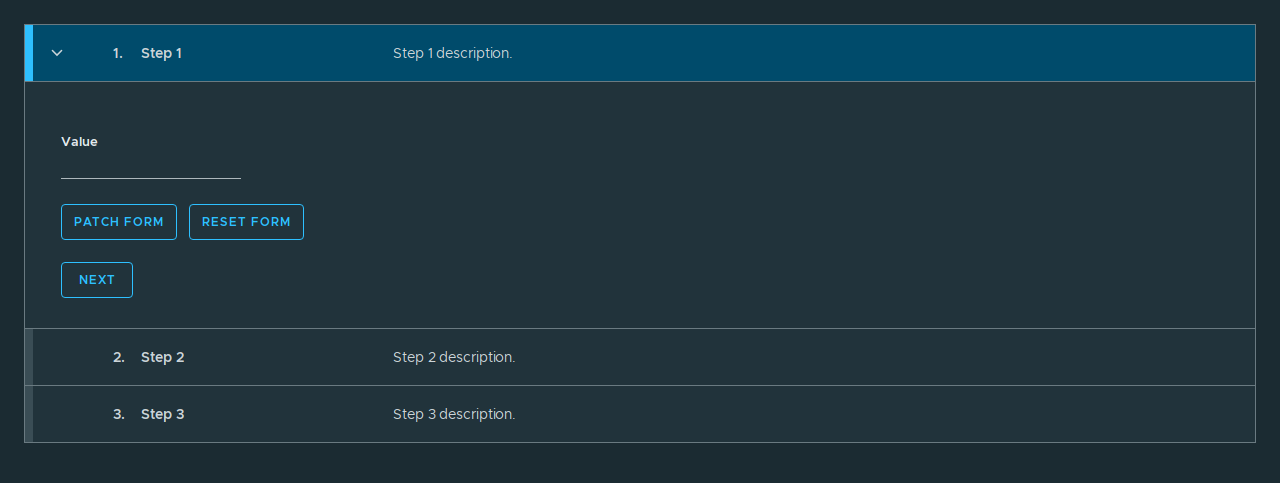 1. Step 1 Step 1 description.
Value
PATCH FORM RESET FORM
NEXT
2. Step 2 Step 2 description.
3. Step 3 Step 3 description.